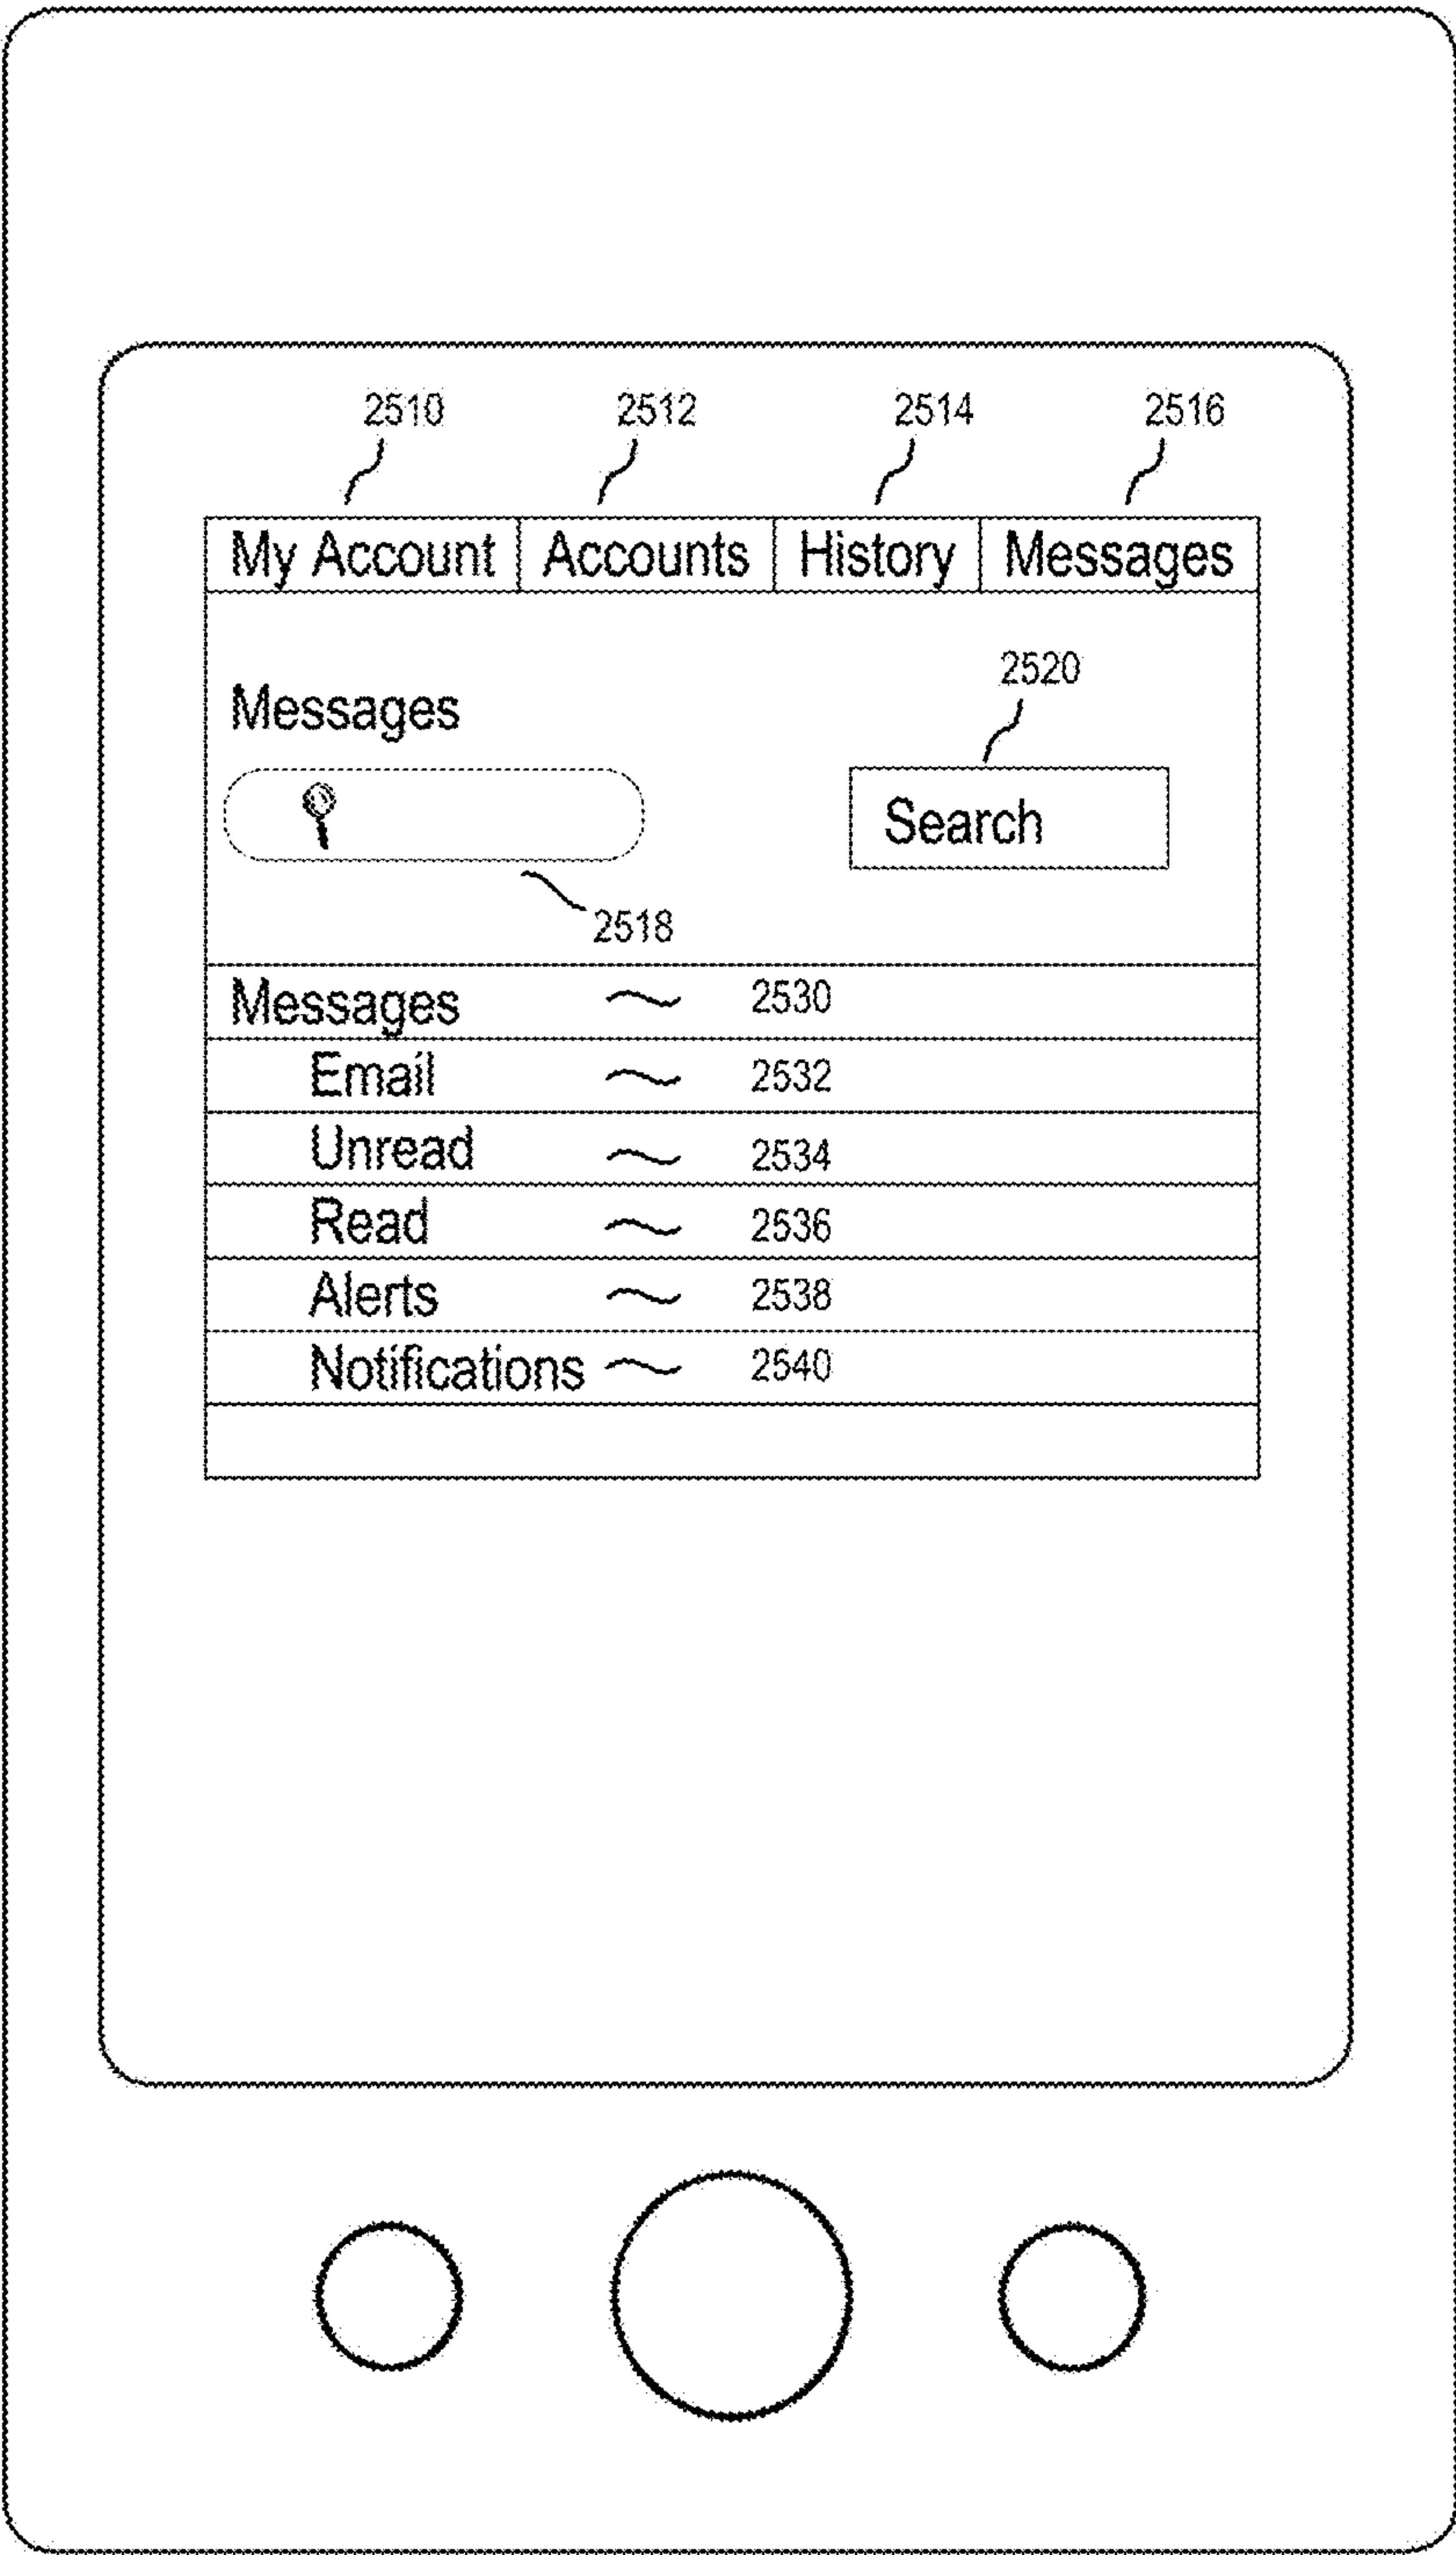 2510 2512 2514 2516
My Account Accounts History Messages
2520
Messages
Search
2518
Messages 2530
Email 2532
Unread 2534
Read 2536
Alerts 2538
Notifications 2540